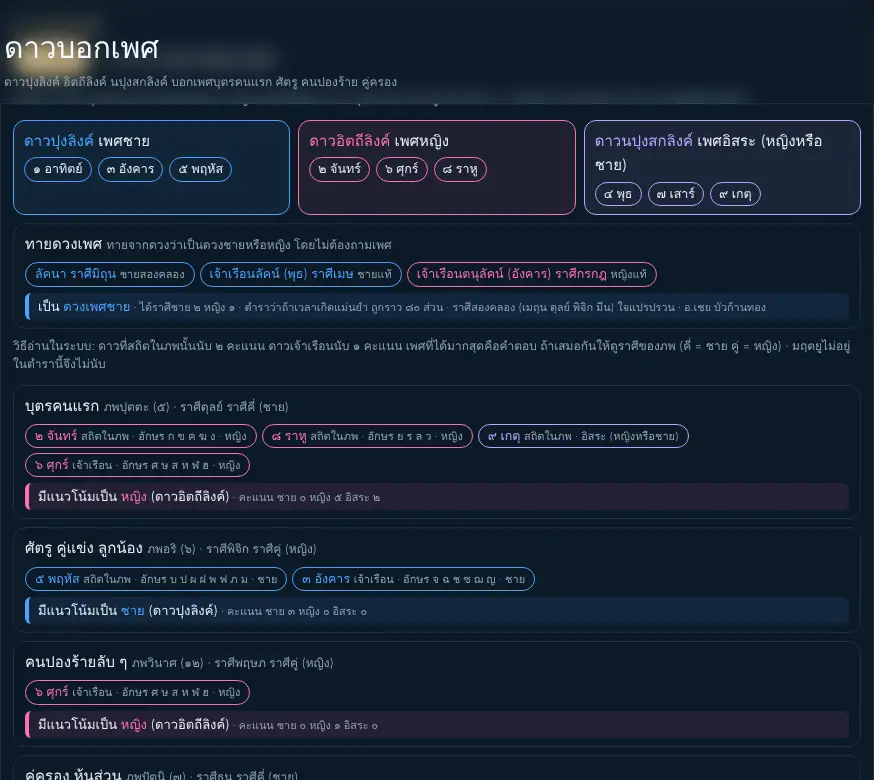 ดาวบอกเพศ
ดาวปุงลิงค์ อิตถีลิงค์ นปุงสกลิงค์ บอกเพศบุตรคนแรก ศัตรู คนปองร้าย คู่ครอง
ดาวปุงลิงค์ เพศชาย
๑ อาทิตย์ ๓ อังคาร ๕ พฤหัส
ดาวอิตถีลิงค์ เพศหญิง
๒ จันทร์ ๖ ศุกร์ ๘ ราหู
ดาวนปุงสกลิงค์ เพศอิสระ (หญิงหรือ
ชาย)
๔ พุธ ๗ เสาร์ ๙ เกตุ
ทายดวงเพศ ทายจากดวงว่าเป็นดวงชายหรือหญิง โดยไม่ต้องถามเพศ
ลัคนา ราศีมิถุน ชายสองคลอง เจ้าเรือนลัคน์ (พุธ) ราศีเมษ ชายแท้ เจ้าเรือนตนุลัคน์ (อังคาร) ราศีกรกฎ หญิงแท้
เป็น ดวงเพศชาย · ได้ราศีชาย ๒ หญิง ๑ · ตำราว่าถ้าเวลาเกิดแม่นยำ ถูกราว ๘๐ ส่วน · ราศีสองคลอง (เมถุน ตุลย์ พิจิก มีน) ใจแปรปรวน · อ.เชย บัวก้านทอง
วิธีอ่านในระบบ: ดาวที่สถิตในภพนั้นนับ ๒ คะแนน ดาวเจ้าเรือนนับ ๑ คะแนน เพศที่ได้มากสุดคือคำตอบ ถ้าเสมอกันให้ดูราศีของภพ (คี่ = ชาย คู่ = หญิง) · มฤตยูไม่อยู่
ในตำรานี้จึงไม่นับ
บุตรคนแรก ภพปุตตะ (๕) · ราศีตุลย์ ราศีคี่ (ชาย)
๒ จันทร์ สถิตในภพ · อักษร ก ข ค ฆ ง · หญิง ๘ ราหู สถิตในภพ · อักษร ย ร ล ว · หญิง ๙ เกตุ สถิตในภพ · อิสระ (หญิงหรือชาย)
๖ ศุกร์ เจ้าเรือน · อักษร ศ ษ ส ห ฬ ฮ · หญิง
มีแนวโน้มเป็น หญิง (ดาวอิตถีลิงค์) · คะแนน ชาย ๐ หญิง ๕ อิสระ ๒
ศัตรู คู่แข่ง ลูกน้อง ภพอริ (๖) · ราศีพิจิก ราศีคู่ (หญิง)
๕ พฤหัส สถิตในภพ · อักษร บ ป ผ ฝ พ ฟ ภ ม · ชาย ๓ อังคาร เจ้าเรือน · อักษร จ ฉ ช ซ ฌ ญ · ชาย
มีแนวโน้มเป็น ชาย (ดาวปุงลิงค์) · คะแนน ชาย ๓ หญิง ๐ อิสระ ๐
คนปองร้ายลับ ๆ ภพวินาศ (๑๒) · ราศีพฤษภ ราศีคู่ (หญิง)
๖ ศุกร์ เจ้าเรือน · อักษร ศ ษ ส ห ฬ ฮ · หญิง
มีแนวโน้มเป็น หญิง (ดาวอิตถีลิงค์) · คะแนน ชาย ๐ หญิง ๑ อิสระ ๐
คู่ครอง หุ้นส่วน ภพปัตนิ (๗) · ราศีธนู ราศีคี่ (ชาย)